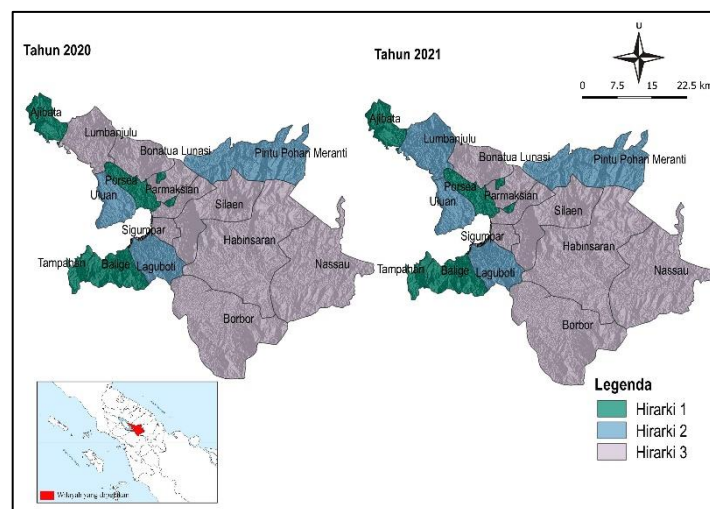 Tahun 2020
Ajibata
Lumbanjulu
Bonatua Lunasi
Pintu Pohan Meranti
Porsea
Parmaksian
Uluan
Silaen
Sigumpar
Habinsaran
Tampahan
Balige
Laguboti
Nassau
Borbor
Tahun 2021
Ajibata
Lumbanjulu
Bonatua Lunasi
Pintu Pohan Meranti
Porsea
Parmaksian
Uluan
Silaen
Sigumpar
Habinsaran
Tampahan
Balige
Laguboti
Nassau
Borbor
U
0 7.5 15 22.5 km
Legenda
Hirarki 1
Hirarki 2
Hirarki 3
Wilayah yang